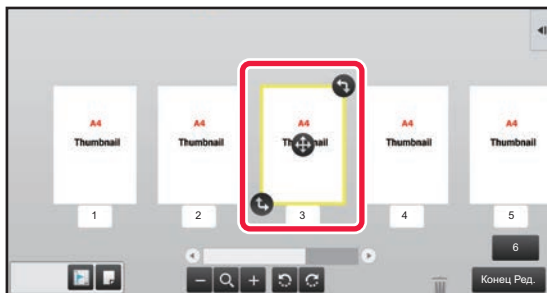 A4 A4 A4 A4 A4
Thumbnail Thumbnail Thumbnail Thumbnail Thumbnail
1 2 3 4 5
6
Конец Ред.